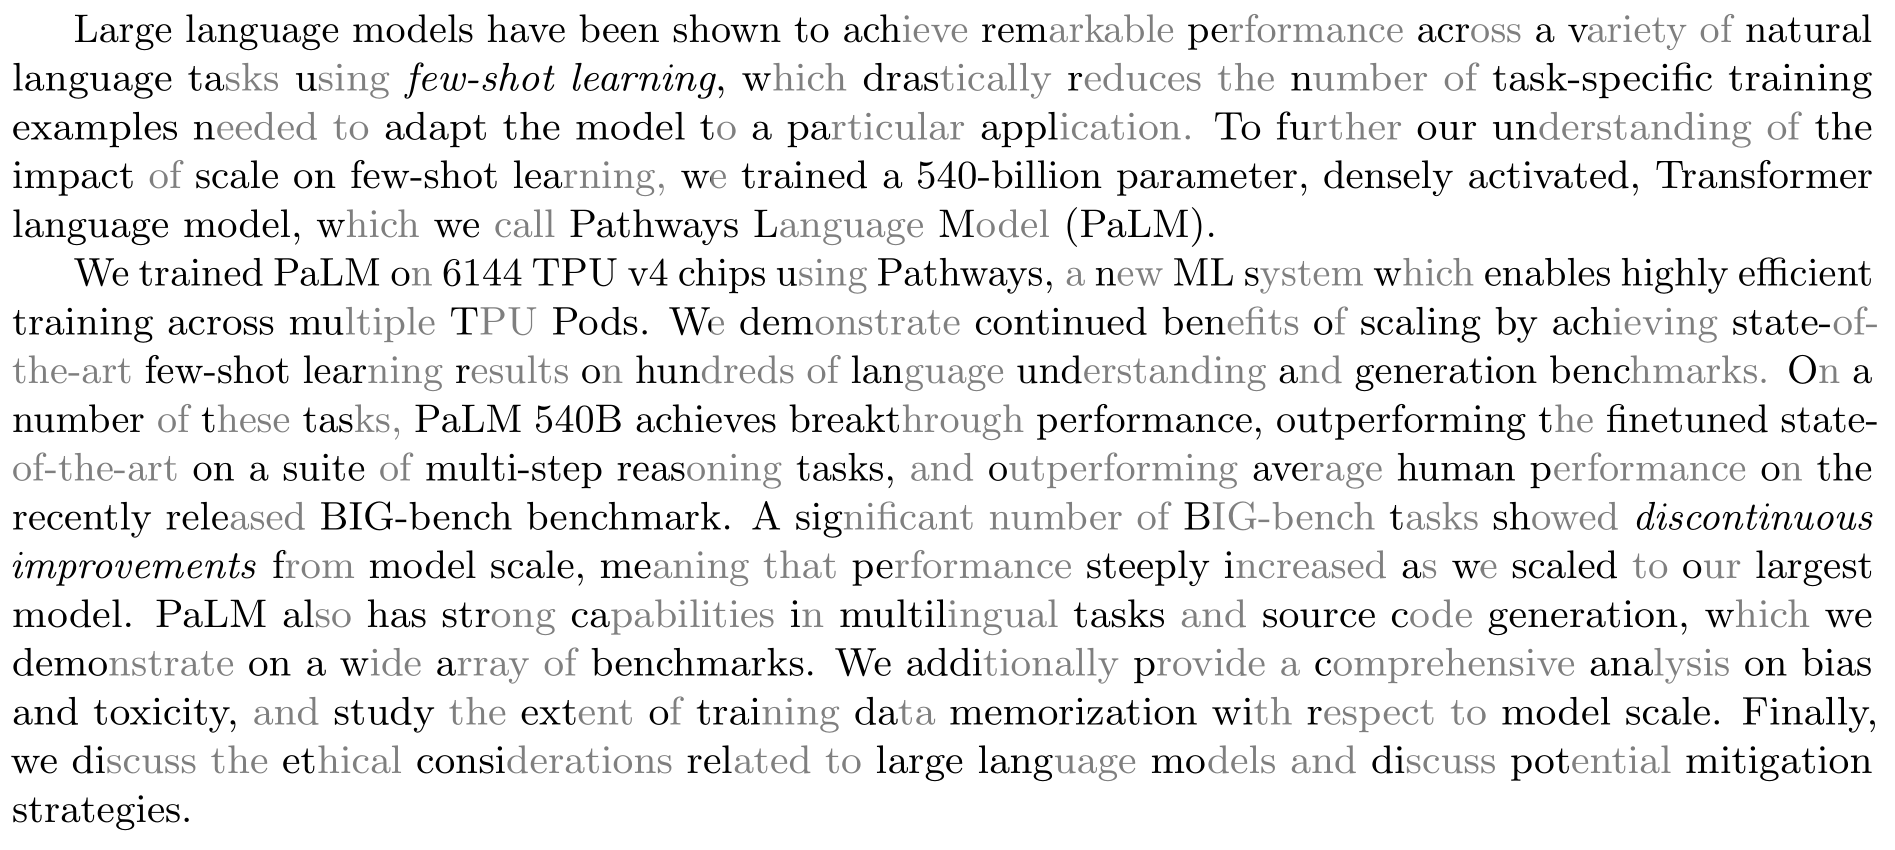 Large language models have been shown to achieve remarkable performance across a variety of natural
language tasks using few-shot learning, which drastically reduces the number of task-specific training
examples needed to adapt the model to a particular application. To further our understanding of the
impact of scale on few-shot learning, we trained a 540-billion parameter, densely activated, Transformer
language model, which we call Pathways Language Model (PaLM).
We trained PaLM on 6144 TPU v4 chips using Pathways, a new ML system which enables highly efficient
training across multiple TPU Pods. We demonstrate continued benefits of scaling by achieving state-of-
the-art few-shot learning results on hundreds of language understanding and generation benchmarks. On a
number of these tasks, PaLM 540B achieves breakthrough performance, outperforming the finetuned state-
of-the-art on a suite of multi-step reasoning tasks, and outperforming average human performance on the
recently released BIG-bench benchmark. A significant number of BIG-bench tasks showed discontinuous
improvements from model scale, meaning that performance steeply increased as we scaled to our largest
model. PaLM also has strong capabilities in multilingual tasks and source code generation, which we
demonstrate on a wide array of benchmarks. We additionally provide a comprehensive analysis on bias
and toxicity, and study the extent of training data memorization with respect to model scale. Finally,
we discuss the ethical considerations related to large language models and discuss potential mitigation
strategies.